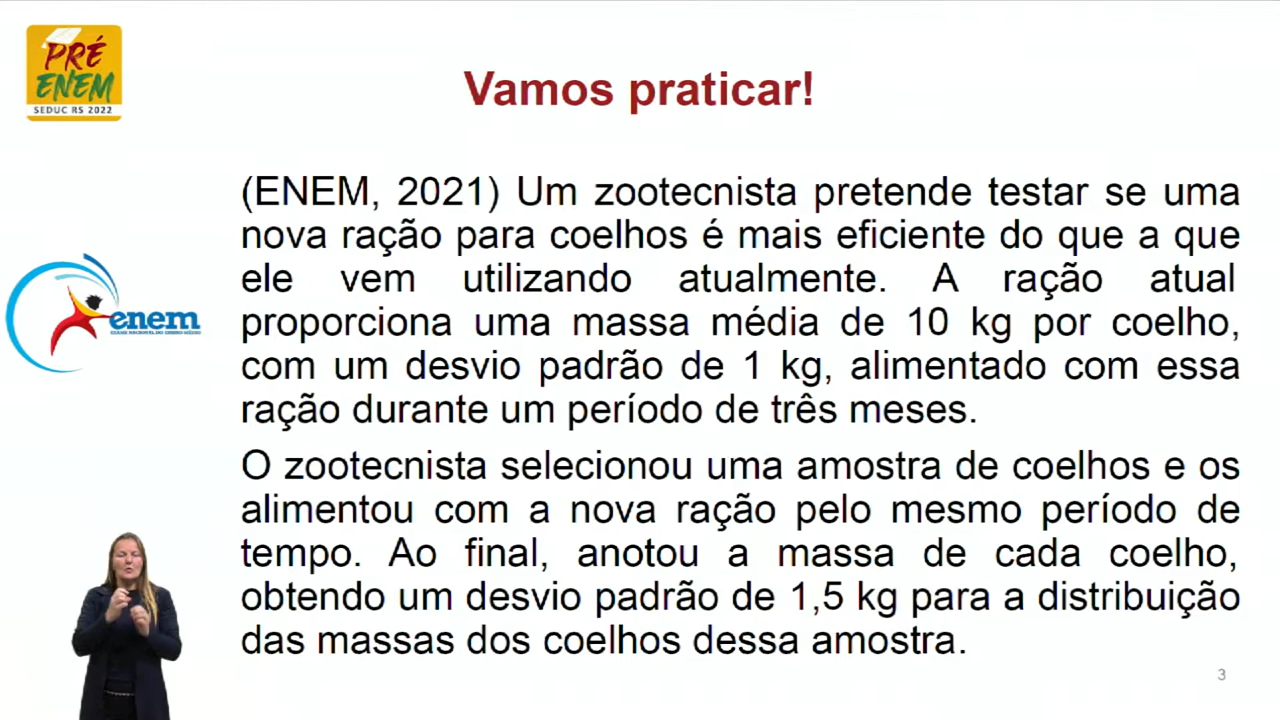 PRÉ
ENEM
SEDUC RS 2022
Vamos praticar!
(ENEM, 2021) Um zootecnista pretende testar se uma
nova ração para coelhos é mais eficiente do que a que
ele vem utilizando atualmente. A ração atual
proporciona uma massa média de 10 kg por coelho,
com um desvio padrão de 1 kg, alimentado com essa
ração durante um período de três meses.
enem
EXAME NACIONAL DO ENSINO MÉDIO
O zootecnista selecionou uma amostra de coelhos e os
alimentou com a nova ração pelo mesmo período de
tempo. Ao final, anotou a massa de cada coelho,
obtendo um desvio padrão de 1,5 kg para a distribuição
das massas dos coelhos dessa amostra.
3